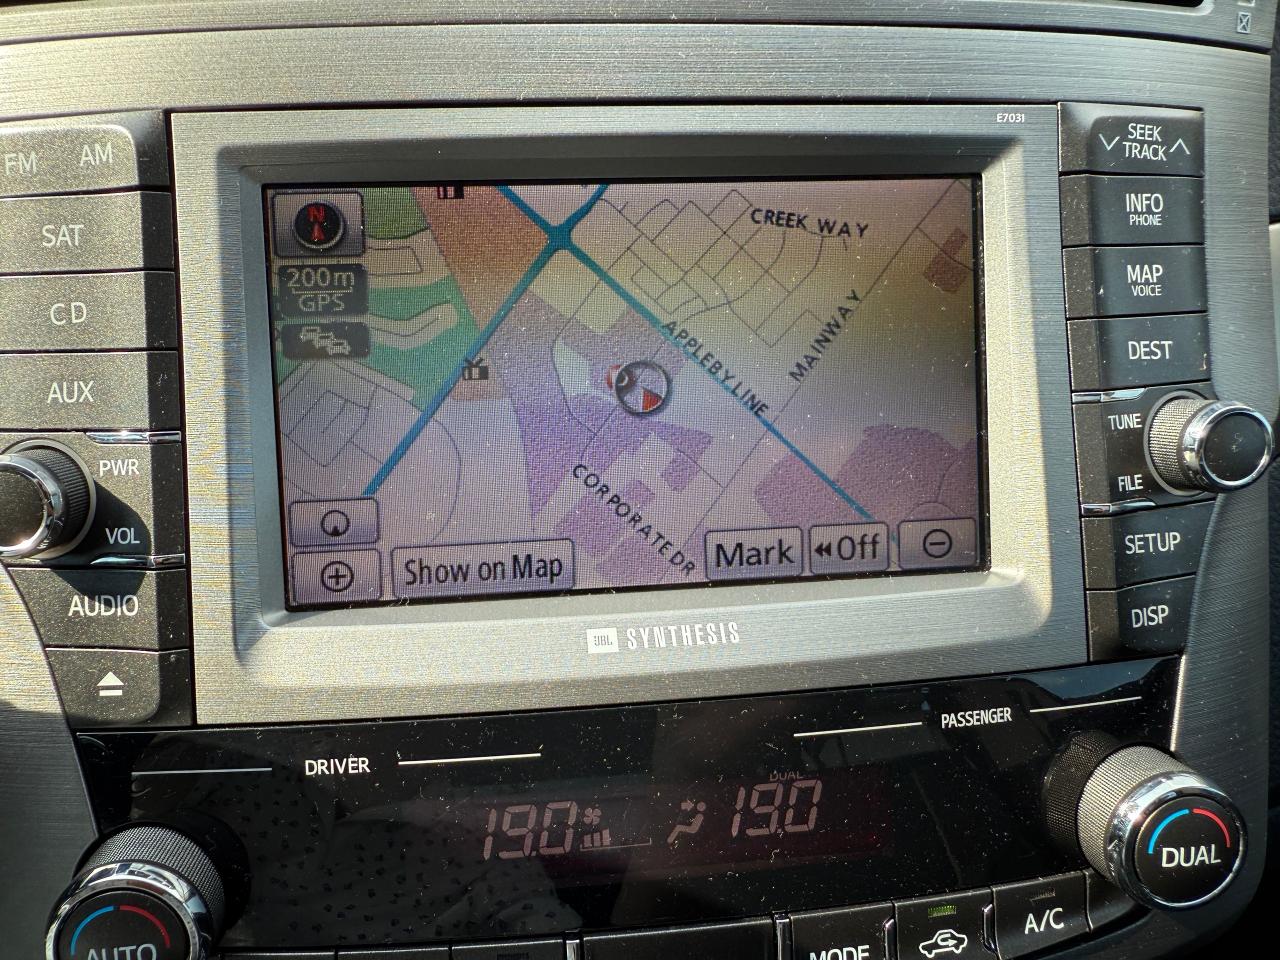 E7031
FM AM
SAT
CD
AUX
PWR
VOL
AUDIO
N
200m
GPS
CREEK WAY
MAINWAY
APPLEBY LINE
CORPORATE DR
Show on Map
Mark
Off
JBL SYNTHESIS
SEEK
TRACK
INFO
PHONE
MAP
VOICE
DEST
TUNE
FILE
SETUP
DISP
DRIVER
PASSENGER
DUAL
19.0
19.0
AUTO
DUAL
MODE
A/C